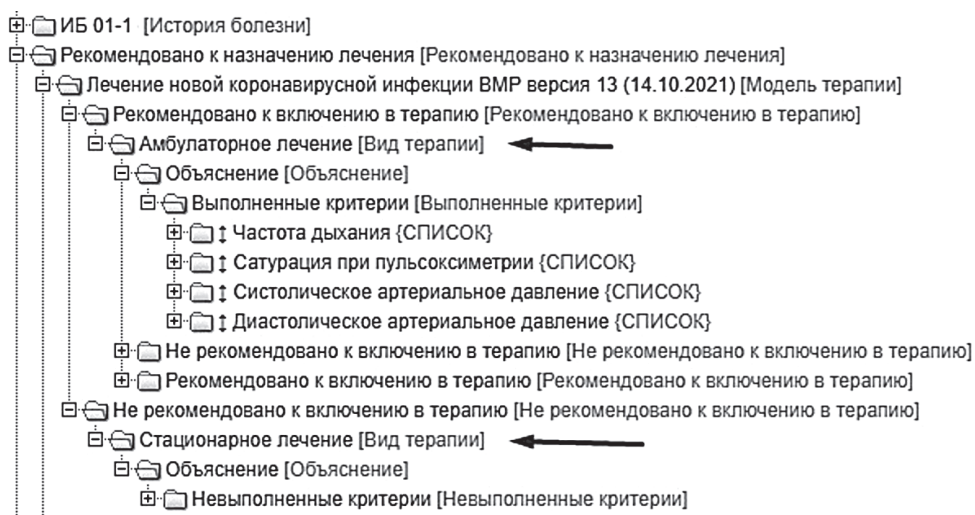 ИБ 01-1 [История болезни]
Рекомендовано к назначению лечения [Рекомендовано к назначению лечения]
Лечение новой коронавирусной инфекции ВМР версия 13 (14.10.2021) [Модель терапии]
Рекомендовано к включению в терапию [Рекомендовано к включению в терапию]
Амбулаторное лечение [Вид терапии]
Объяснение [Объяснение]
Выполненные критерии [Выполненные критерии]
Частота дыхания {СПИСОК}
Сатурация при пульсоксиметрии {СПИСОК}
Систолическое артериальное давление {СПИСОК}
Диастолическое артериальное давление {СПИСОК}
Не рекомендовано к включению в терапию [Не рекомендовано к включению в терапию]
Рекомендовано к включению в терапию [Рекомендовано к включению в терапию]
Не рекомендовано к включению в терапию [Не рекомендовано к включению в терапию]
Стационарное лечение [Вид терапии]
Объяснение [Объяснение]
Невыполненные критерии [Невыполненные критерии]